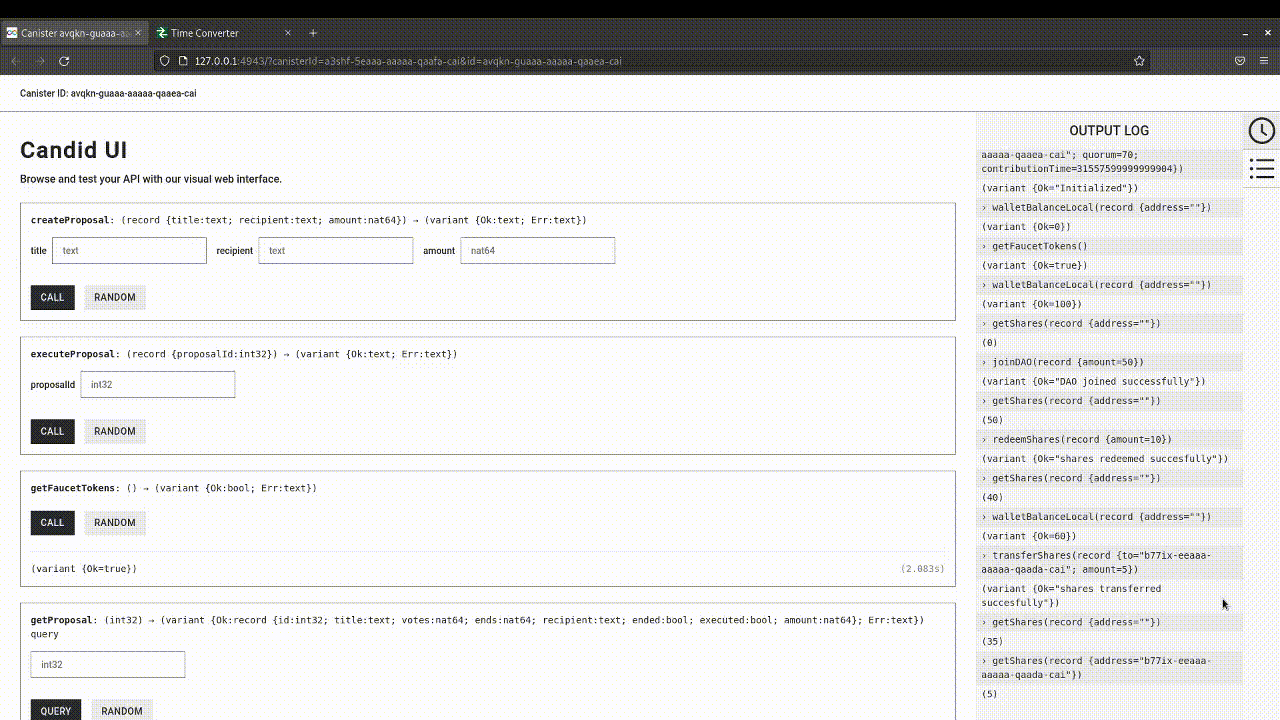 Canister avqkn-guaaa-aa
Time Converter
127.0.0.1:4943/?canisterId=a3shf-5eaaa-aaaaa-qaafa-cai&id=avqkn-guaaa-aaaaa-qaaea-cai
Canister ID: avqkn-guaaa-aaaaa-qaaea-cai
Candid UI
Browse and test your API with our visual web interface.
createProposal: (record {title:text; recipient:text; amount:nat64}) → (variant {Ok:text; Err:text})
title text recipient text amount nat64
CALL RANDOM
executeProposal: (record {proposalId:int32}) → (variant {Ok:text; Err:text})
proposalId int32
CALL RANDOM
getFaucetTokens: () → (variant {Ok:bool; Err:text})
CALL RANDOM
(variant {Ok=true}) (2.083s)
getProposal: (int32) → (variant {Ok:record {id:int32; title:text; votes:nat64; ends:nat64; recipient:text; ended:bool; executed:bool; amount:nat64}; Err:text})
query
int32
QUERY RANDOM
OUTPUT LOG
aaaaa-qaaea-cai"; quorum=70;
contributionTime=31557599999999904})
(variant {Ok="Initialized"})
› walletBalanceLocal(record {address=""})
(variant {Ok=0})
› getFaucetTokens()
(variant {Ok=true})
› walletBalanceLocal(record {address=""})
(variant {Ok=100})
› getShares(record {address=""})
(0)
› joinDAO(record {amount=50})
(variant {Ok="DAO joined successfully"})
› getShares(record {address=""})
(50)
› redeemShares(record {amount=10})
(variant {Ok="shares redeemed succesfully"})
› getShares(record {address=""})
(40)
› walletBalanceLocal(record {address=""})
(variant {Ok=60})
› transferShares(record {to="b77ix-eeaaa-
aaaaa-qaada-cai"; amount=5})
(variant {Ok="shares transferred
succesfully"})
› getShares(record {address=""})
(35)
› getShares(record {address="b77ix-eeaaa-
aaaaa-qaada-cai"})
(5)